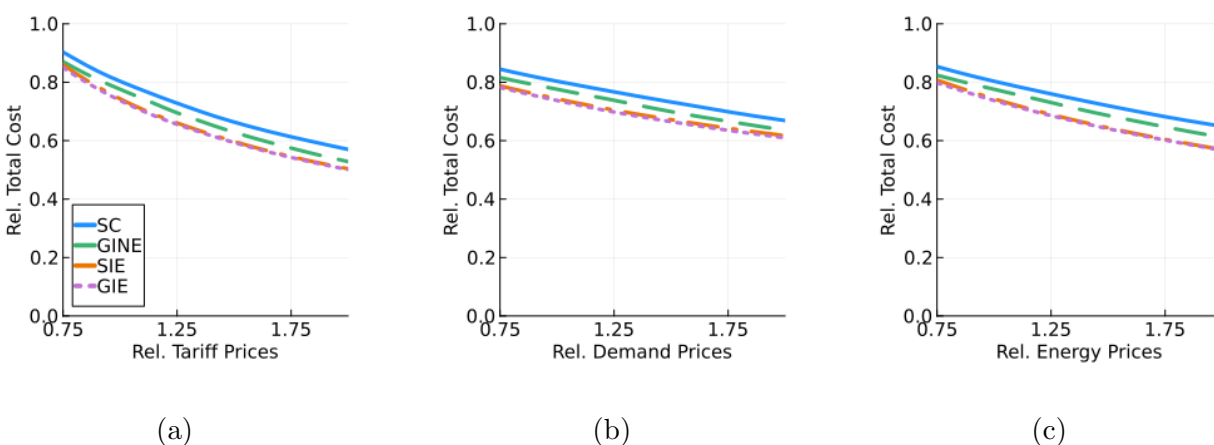 1.0
0.8
0.6
0.4
0.2
0.0
Rel. Total Cost
SC
GINE
SIE
GIE
0.75 1.25 1.75
Rel. Tariff Prices
(a)
1.0
0.8
0.6
0.4
0.2
0.0
Rel. Total Cost
0.75 1.25 1.75
Rel. Demand Prices
(b)
1.0
0.8
0.6
0.4
0.2
0.0
Rel. Total Cost
0.75 1.25 1.75
Rel. Energy Prices
(c)